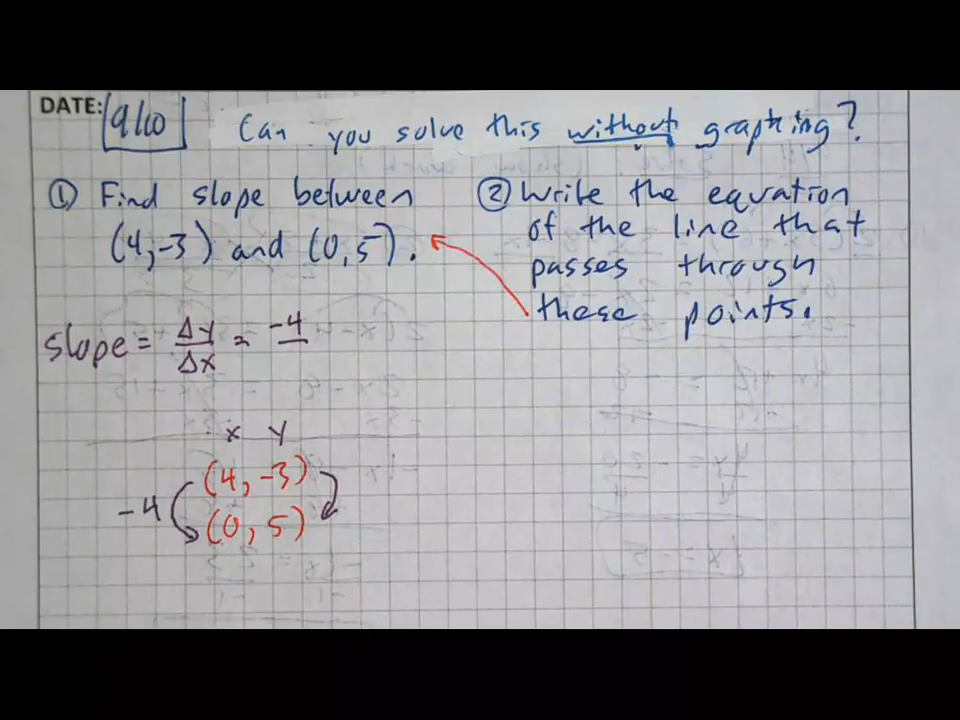 DATE: 9/10
Can you solve this without graphing?
① Find slope between
(4,-3) and (0,5).
② Write the equation
of the line that
passes through
these points.
slope = Δy/Δx = -4
x y
(4, -3)
-4
(0, 5)